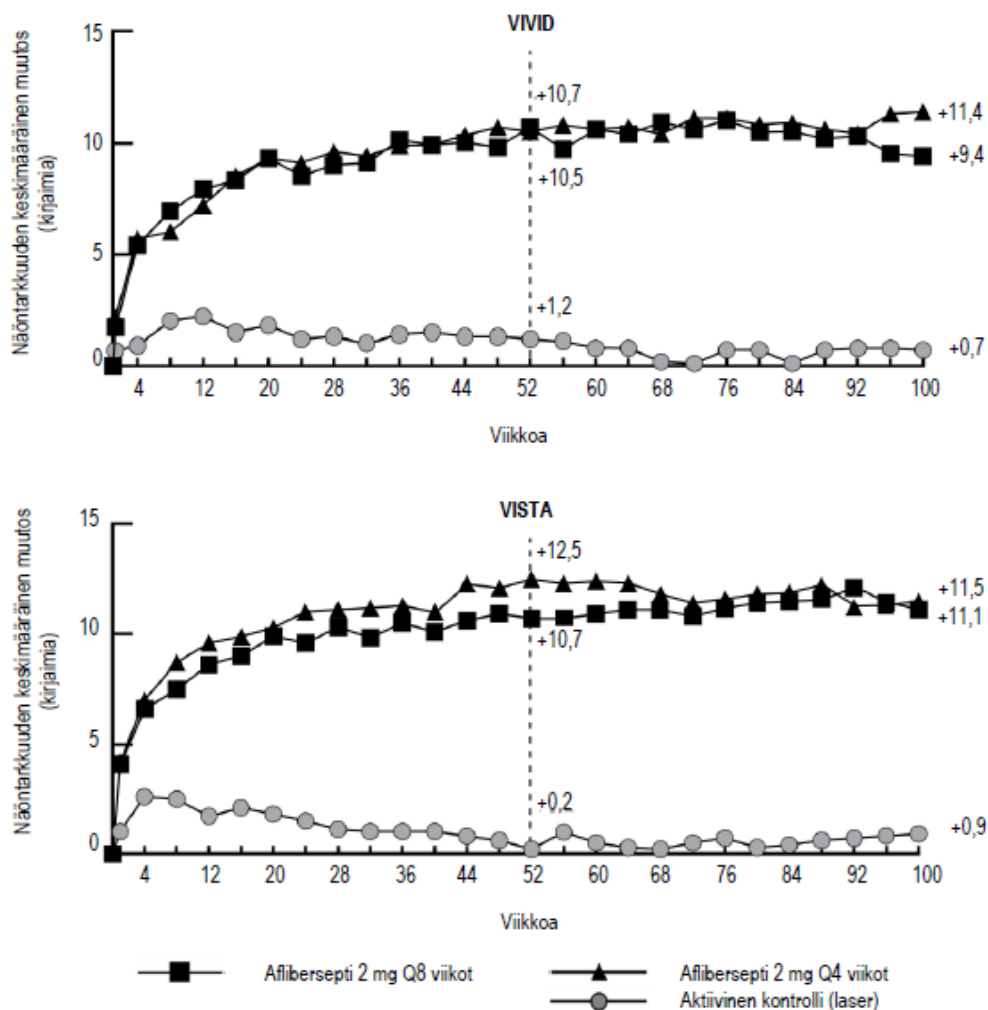 VIVID
Näöntarkkuuden keskimääräinen muutos
(kirjaimia)
15
10
5
0
+10,7
+10,5
+1,2
+11,4
+9,4
+0,7
4 12 20 28 36 44 52 60 68 76 84 92 100
Viikkoa
VISTA
Näöntarkkuuden keskimääräinen muutos
(kirjaimia)
15
10
5
0
+12,5
+10,7
+0,2
+11,5
+11,1
+0,9
4 12 20 28 36 44 52 60 68 76 84 92 100
Viikkoa
Aflibersepti 2 mg Q8 viikot
Aflibersepti 2 mg Q4 viikot
Aktiivinen kontrolli (laser)